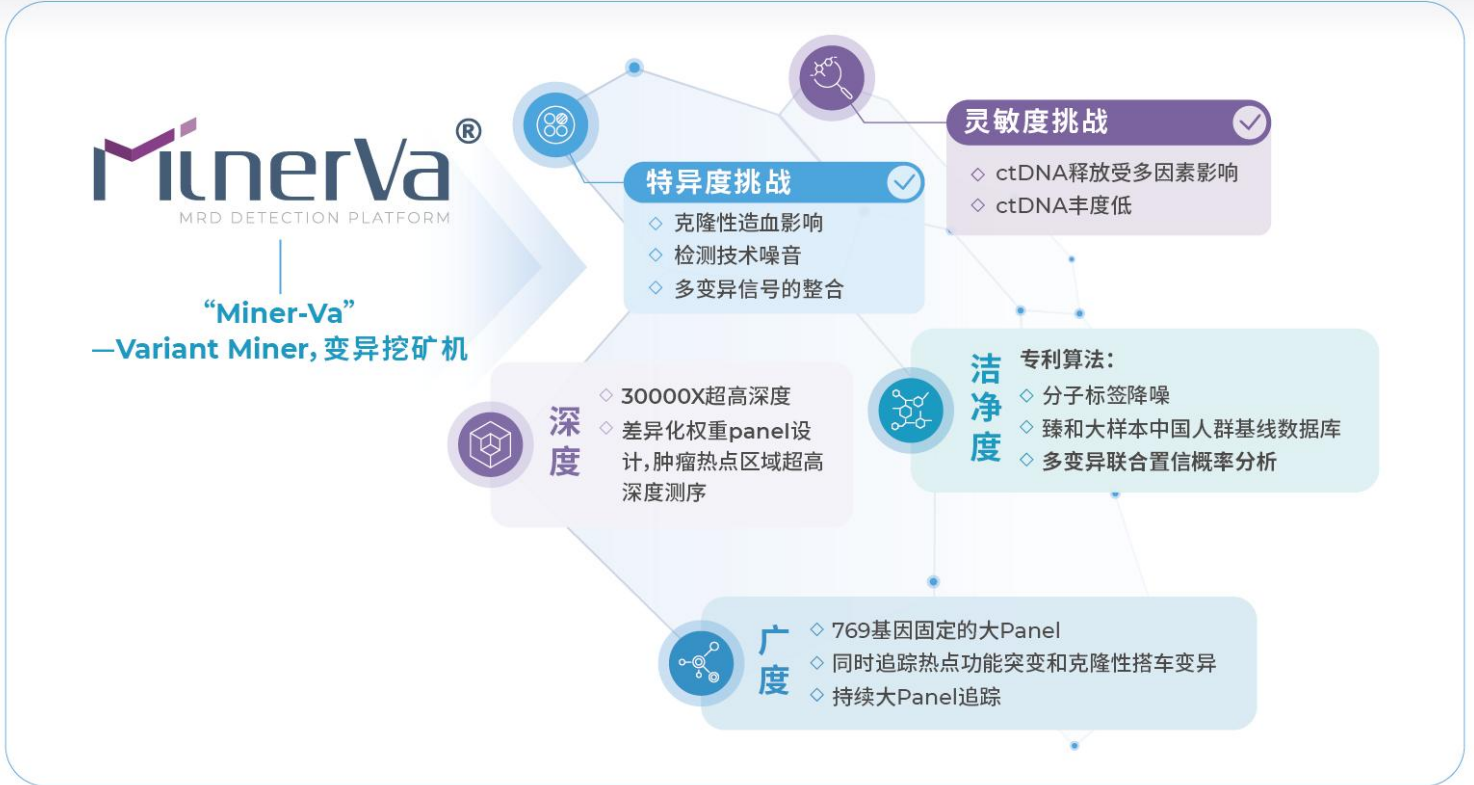 MinerVa®
MRD DETECTION PLATFORM
“Miner-Va”
—Variant Miner，变异挖矿机
特异度挑战
◇ 克隆性造血影响
◇ 检测技术噪音
◇ 多变异信号的整合
灵敏度挑战
◇ ctDNA释放受多因素影响
◇ ctDNA丰度低
深度
◇ 30000X超高深度
◇ 差异化权重panel设
计，肿瘤热点区域超高
深度测序
洁净度
专利算法：
◇ 分子标签降噪
◇ 臻和大样本中国人群基线数据库
◇ 多变异联合置信概率分析
广度
◇ 769基因固定的大Panel
◇ 同时追踪热点功能突变和克隆性搭车变异
◇ 持续大Panel追踪